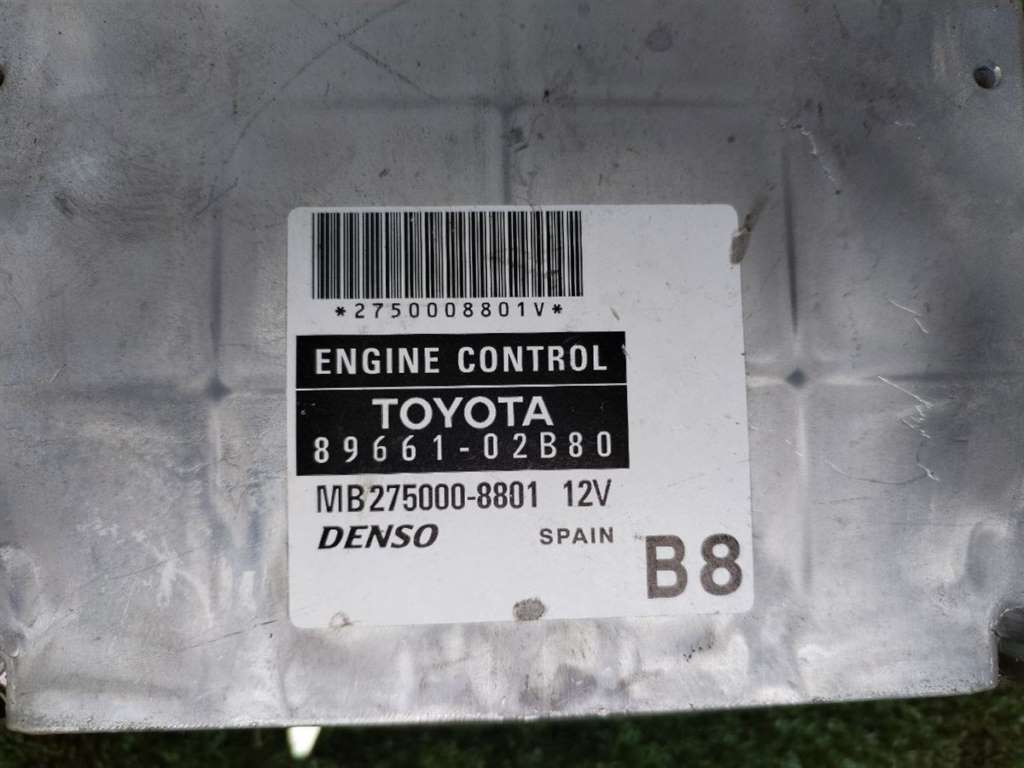 *2750008801V*
ENGINE CONTROL
TOYOTA
89661-02B80
MB275000-8801 12V
DENSO SPAIN
B8